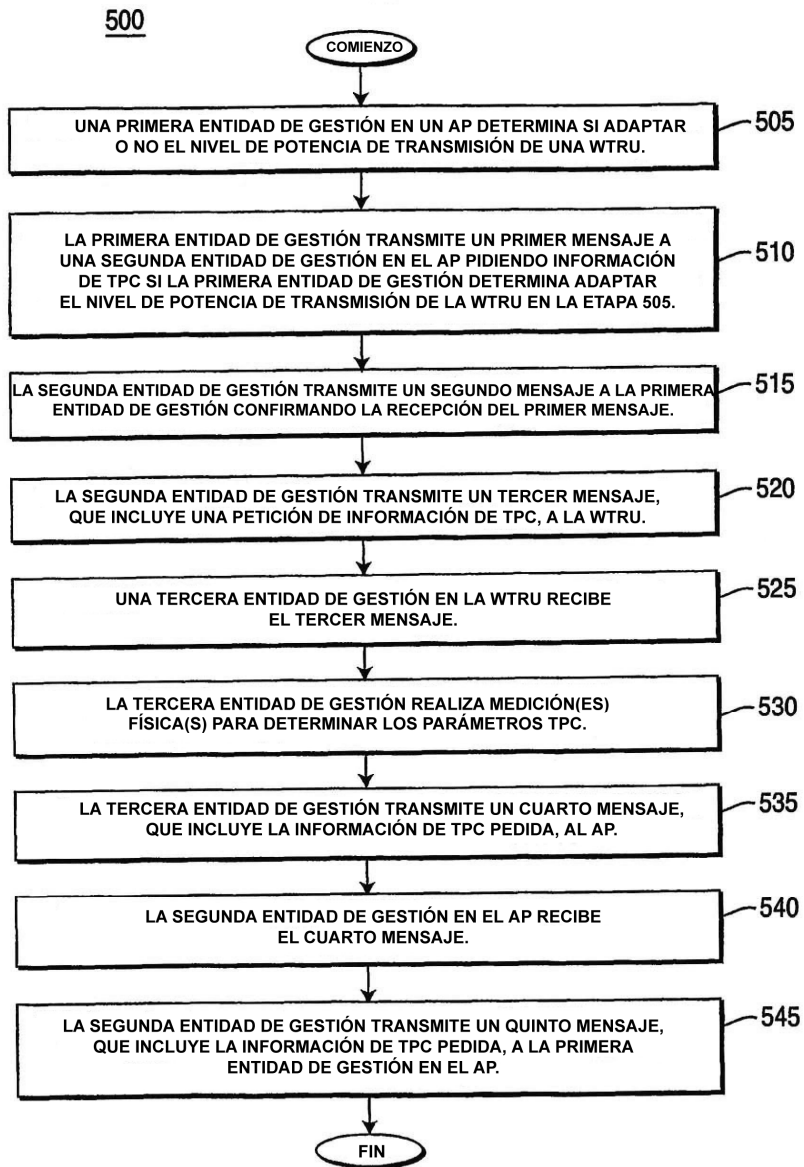 500
COMIENZO
UNA PRIMERA ENTIDAD DE GESTIÓN EN UN AP DETERMINA SI ADAPTAR
O NO EL NIVEL DE POTENCIA DE TRANSMISIÓN DE UNA WTRU.
505
LA PRIMERA ENTIDAD DE GESTIÓN TRANSMITE UN PRIMER MENSAJE A
UNA SEGUNDA ENTIDAD DE GESTIÓN EN EL AP PIDIENDO INFORMACIÓN
DE TPC SI LA PRIMERA ENTIDAD DE GESTIÓN DETERMINA ADAPTAR
EL NIVEL DE POTENCIA DE TRANSMISIÓN DE LA WTRU EN LA ETAPA 505.
510
LA SEGUNDA ENTIDAD DE GESTIÓN TRANSMITE UN SEGUNDO MENSAJE A LA PRIMERA
ENTIDAD DE GESTIÓN CONFIRMANDO LA RECEPCIÓN DEL PRIMER MENSAJE.
515
LA SEGUNDA ENTIDAD DE GESTIÓN TRANSMITE UN TERCER MENSAJE,
QUE INCLUYE UNA PETICIÓN DE INFORMACIÓN DE TPC, A LA WTRU.
520
UNA TERCERA ENTIDAD DE GESTIÓN EN LA WTRU RECIBE
EL TERCER MENSAJE.
525
LA TERCERA ENTIDAD DE GESTIÓN REALIZA MEDICIÓN(ES)
FÍSICA(S) PARA DETERMINAR LOS PARÁMETROS TPC.
530
LA TERCERA ENTIDAD DE GESTIÓN TRANSMITE UN CUARTO MENSAJE,
QUE INCLUYE LA INFORMACIÓN DE TPC PEDIDA, AL AP.
535
LA SEGUNDA ENTIDAD DE GESTIÓN EN EL AP RECIBE
EL CUARTO MENSAJE.
540
LA SEGUNDA ENTIDAD DE GESTIÓN TRANSMITE UN QUINTO MENSAJE,
QUE INCLUYE LA INFORMACIÓN DE TPC PEDIDA, A LA PRIMERA
ENTIDAD DE GESTIÓN EN EL AP.
545
FIN